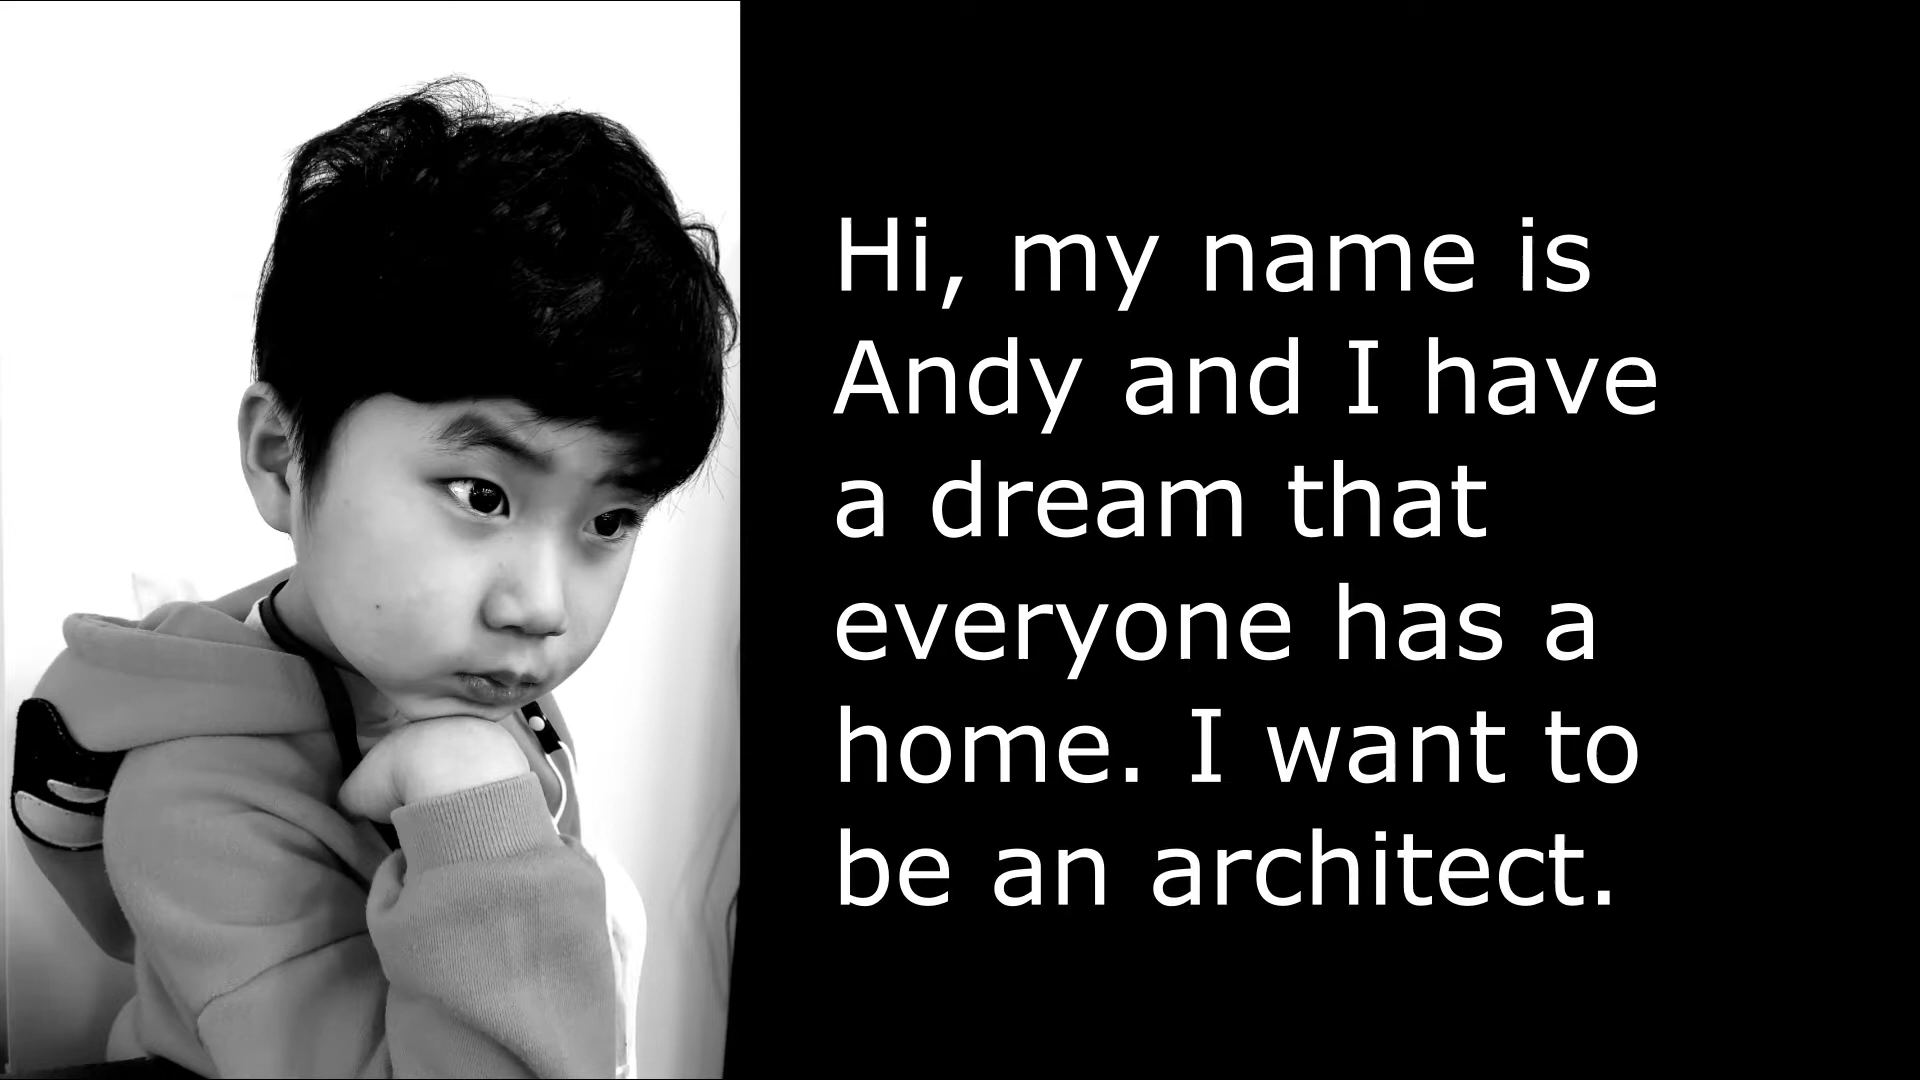 Hi, my name is
Andy and I have
a dream that
everyone has a
home. I want to
be an architect.